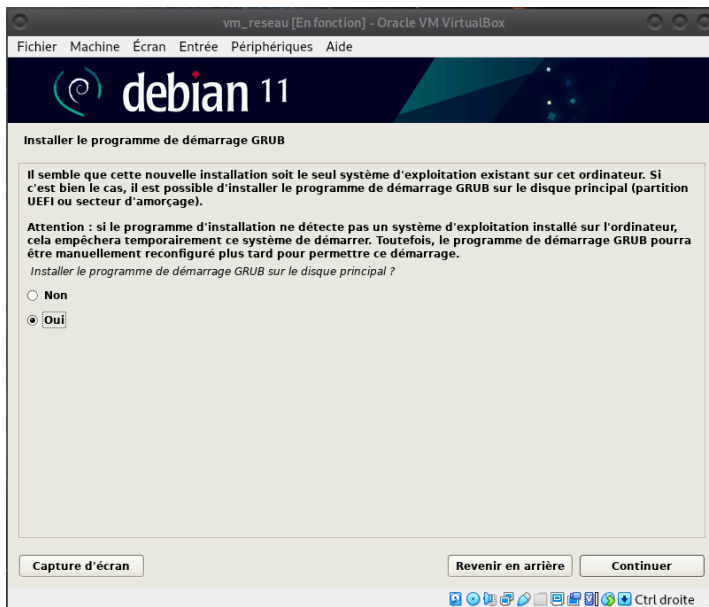 vm_reseau [En fonction] - Oracle VM VirtualBox
Fichier Machine Écran Entrée Périphériques Aide
debian 11
Installer le programme de démarrage GRUB
Il semble que cette nouvelle installation soit le seul système d'exploitation existant sur cet ordinateur. Si
c'est bien le cas, il est possible d'installer le programme de démarrage GRUB sur le disque principal (partition
UEFI ou secteur d'amorçage).
Attention : si le programme d'installation ne détecte pas un système d'exploitation installé sur l'ordinateur,
cela empêchera temporairement ce système de démarrer. Toutefois, le programme de démarrage GRUB pourra
être manuellement reconfiguré plus tard pour permettre ce démarrage.
Installer le programme de démarrage GRUB sur le disque principal ?
Non
Oui
Capture d'écran
Revenir en arrière
Continuer
Ctrl droite